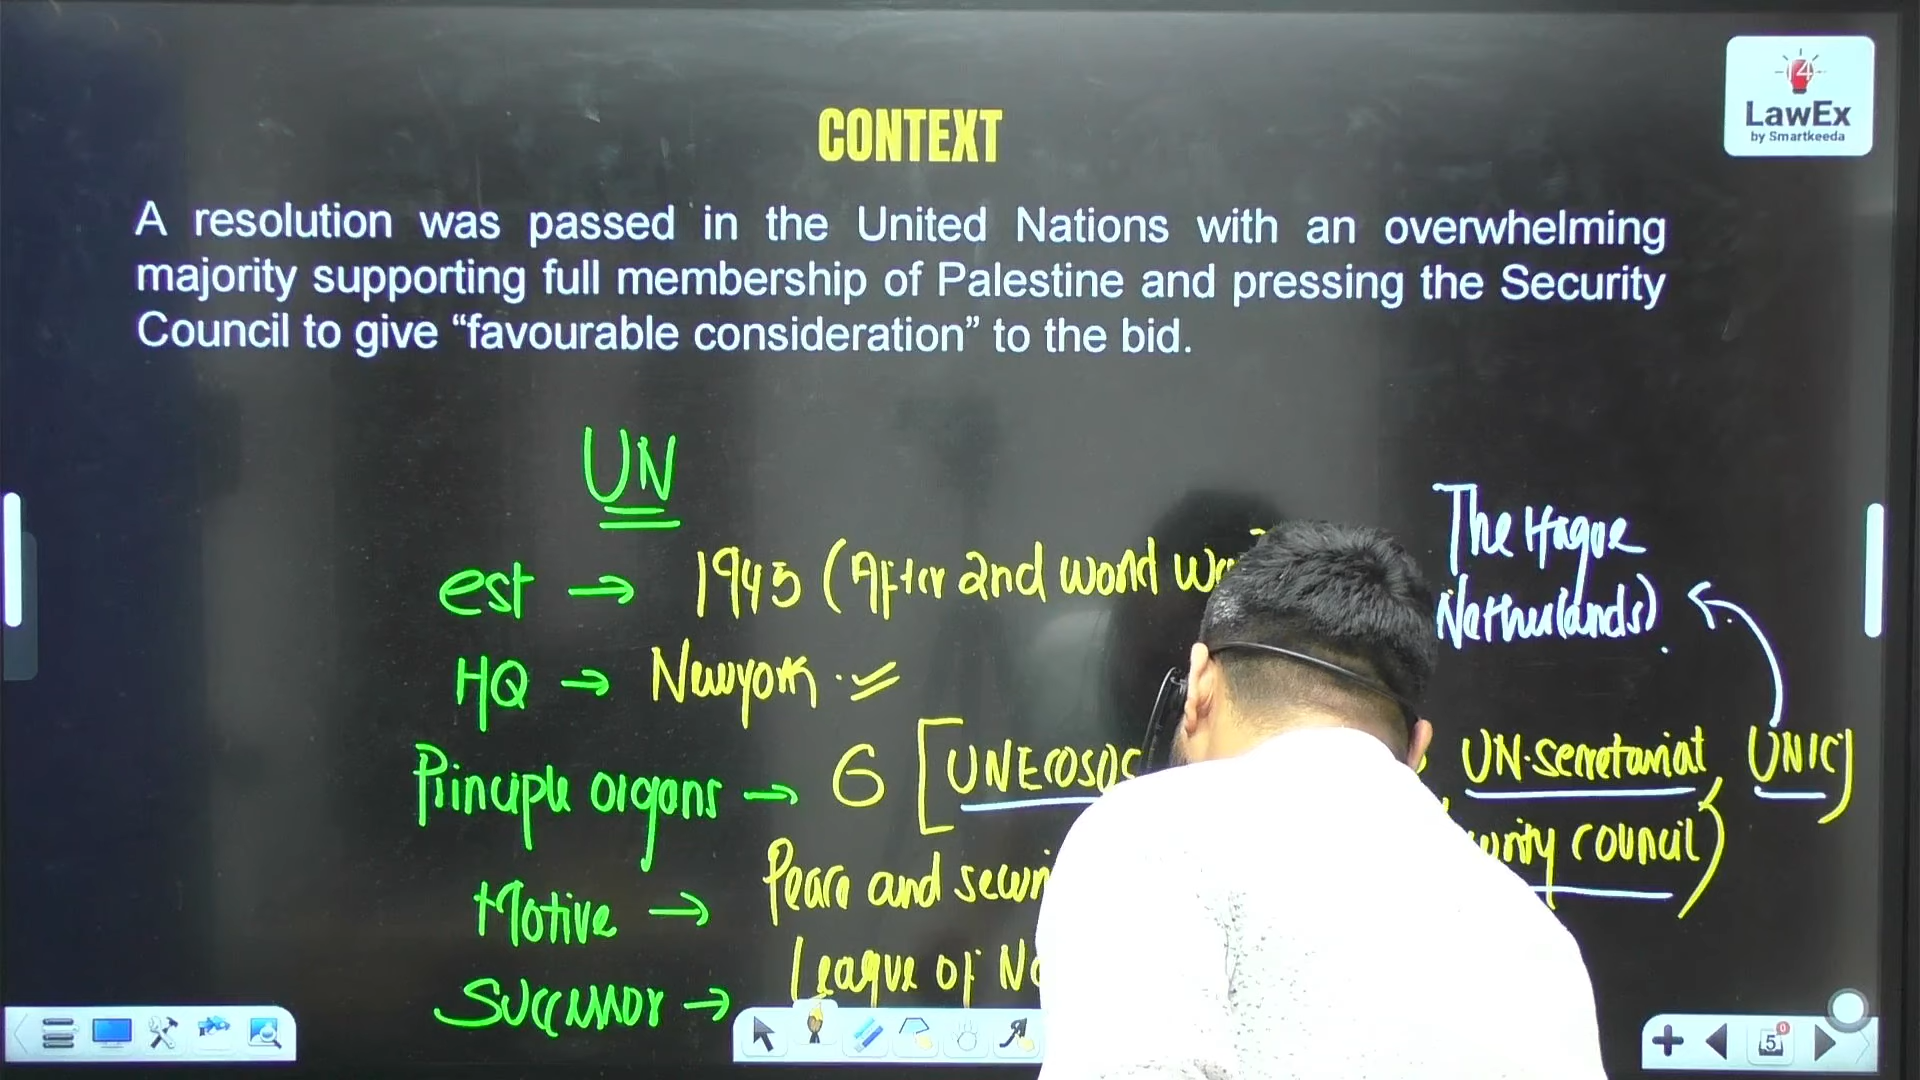 LawEx
by Smartkeeda
CONTEXT
A resolution was passed in the United Nations with an overwhelming
majority supporting full membership of Palestine and pressing the Security
Council to give “favourable consideration” to the bid.
UN
est → 1945 (After 2nd World
The Hague
Netherlands)
HQ → Newyork
Principle organs → 6 [UNECOSOC
UN.secretariat, UNICJ
council)
Motive → Peace and
Successor → League of
5
0